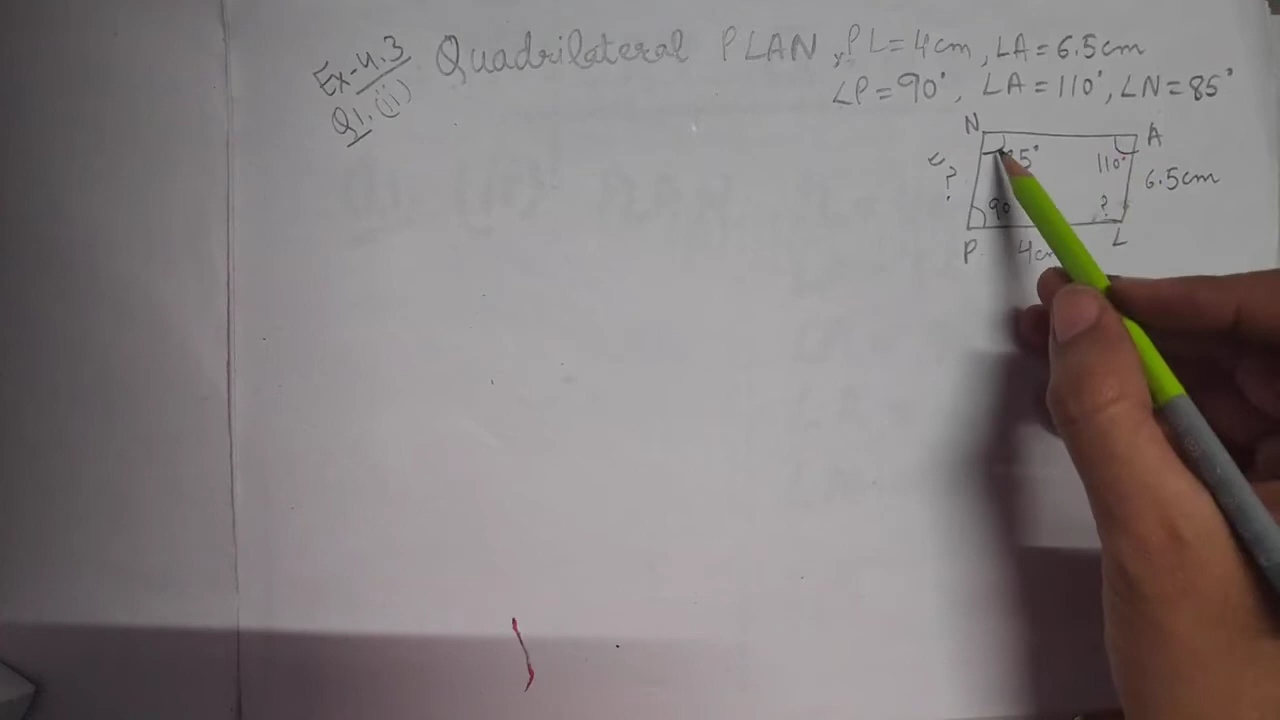 Ex-4.3 Quadrilateral PLAN, PL=4cm, LA=6.5cm
Q1.(ii) ∠P=90°, ∠A=110°, ∠N=85°
N A
5° 110°
? 6.5cm
90 ?
P L
4cm